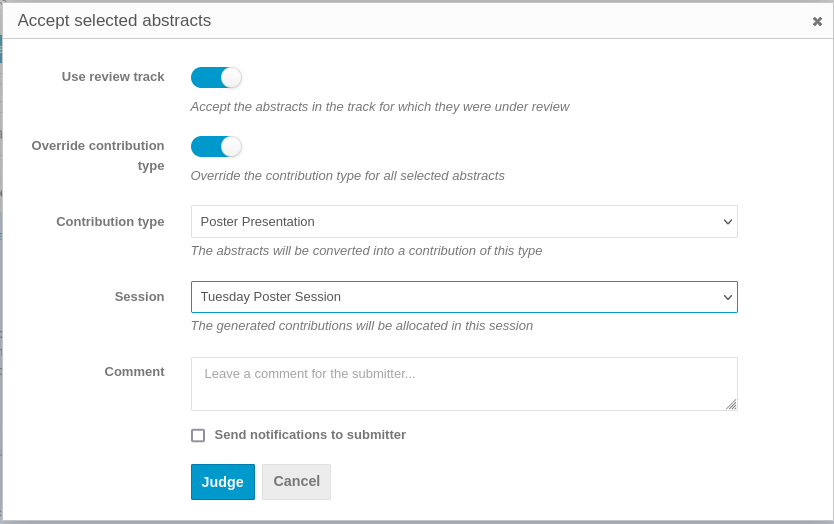 Accept selected abstracts
Use review track
Accept the abstracts in the track for which they were under review
Override contribution
type
Override the contribution type for all selected abstracts
Contribution type
Poster Presentation
The abstracts will be converted into a contribution of this type
Session
Tuesday Poster Session
The generated contributions will be allocated in this session
Comment
Leave a comment for the submitter...
Send notifications to submitter
Judge
Cancel